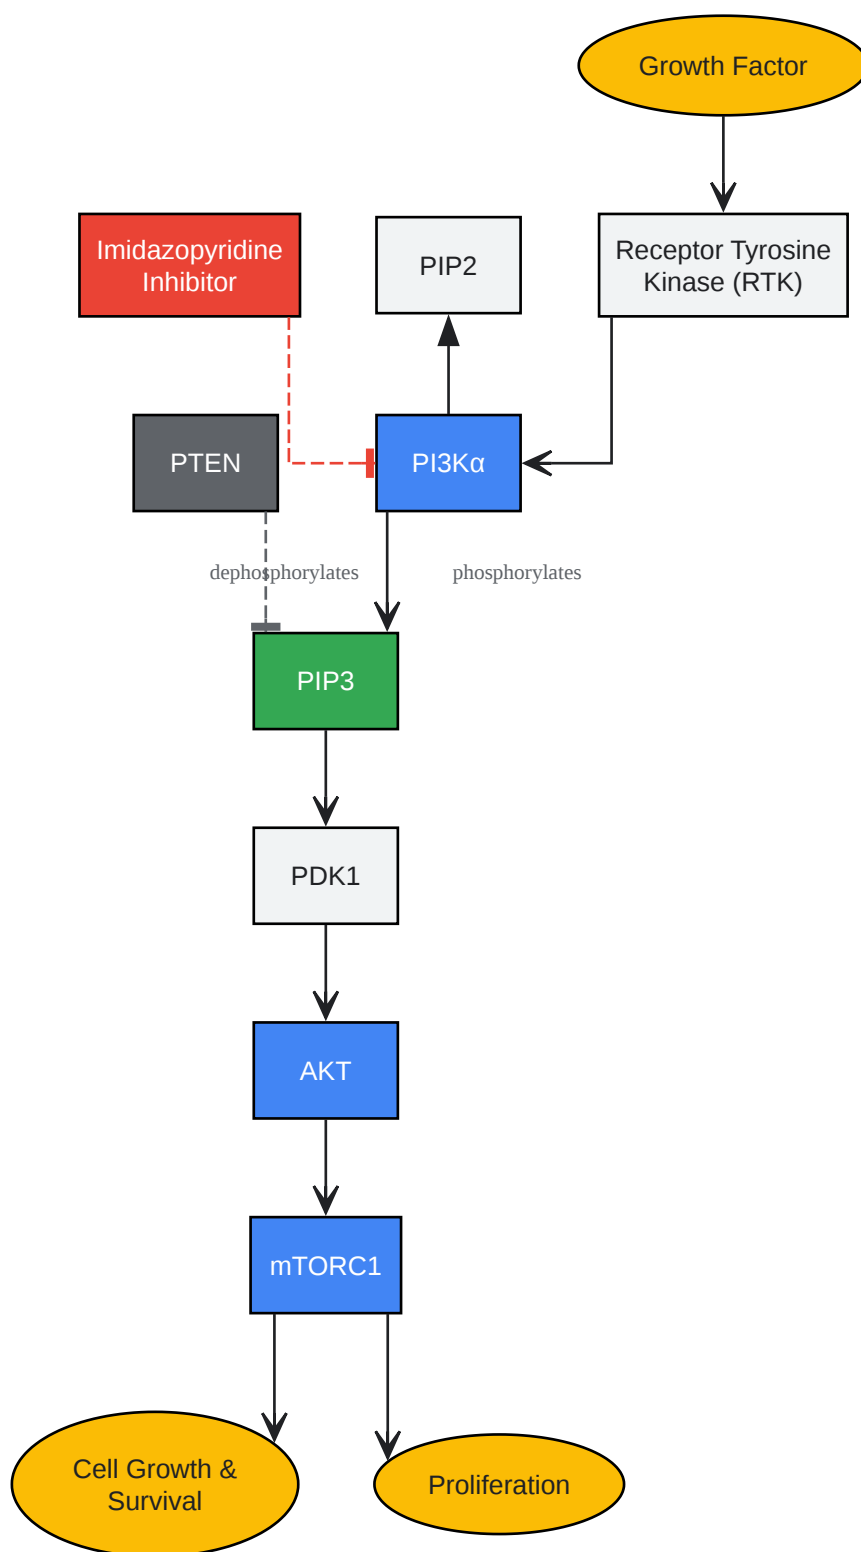 Growth Factor
Imidazopyridine
Inhibitor
PIP2
Receptor Tyrosine
Kinase (RTK)
PTEN
PI3Kα
dephosphorylates
phosphorylates
PIP3
PDK1
AKT
mTORC1
Cell Growth &
Survival
Proliferation